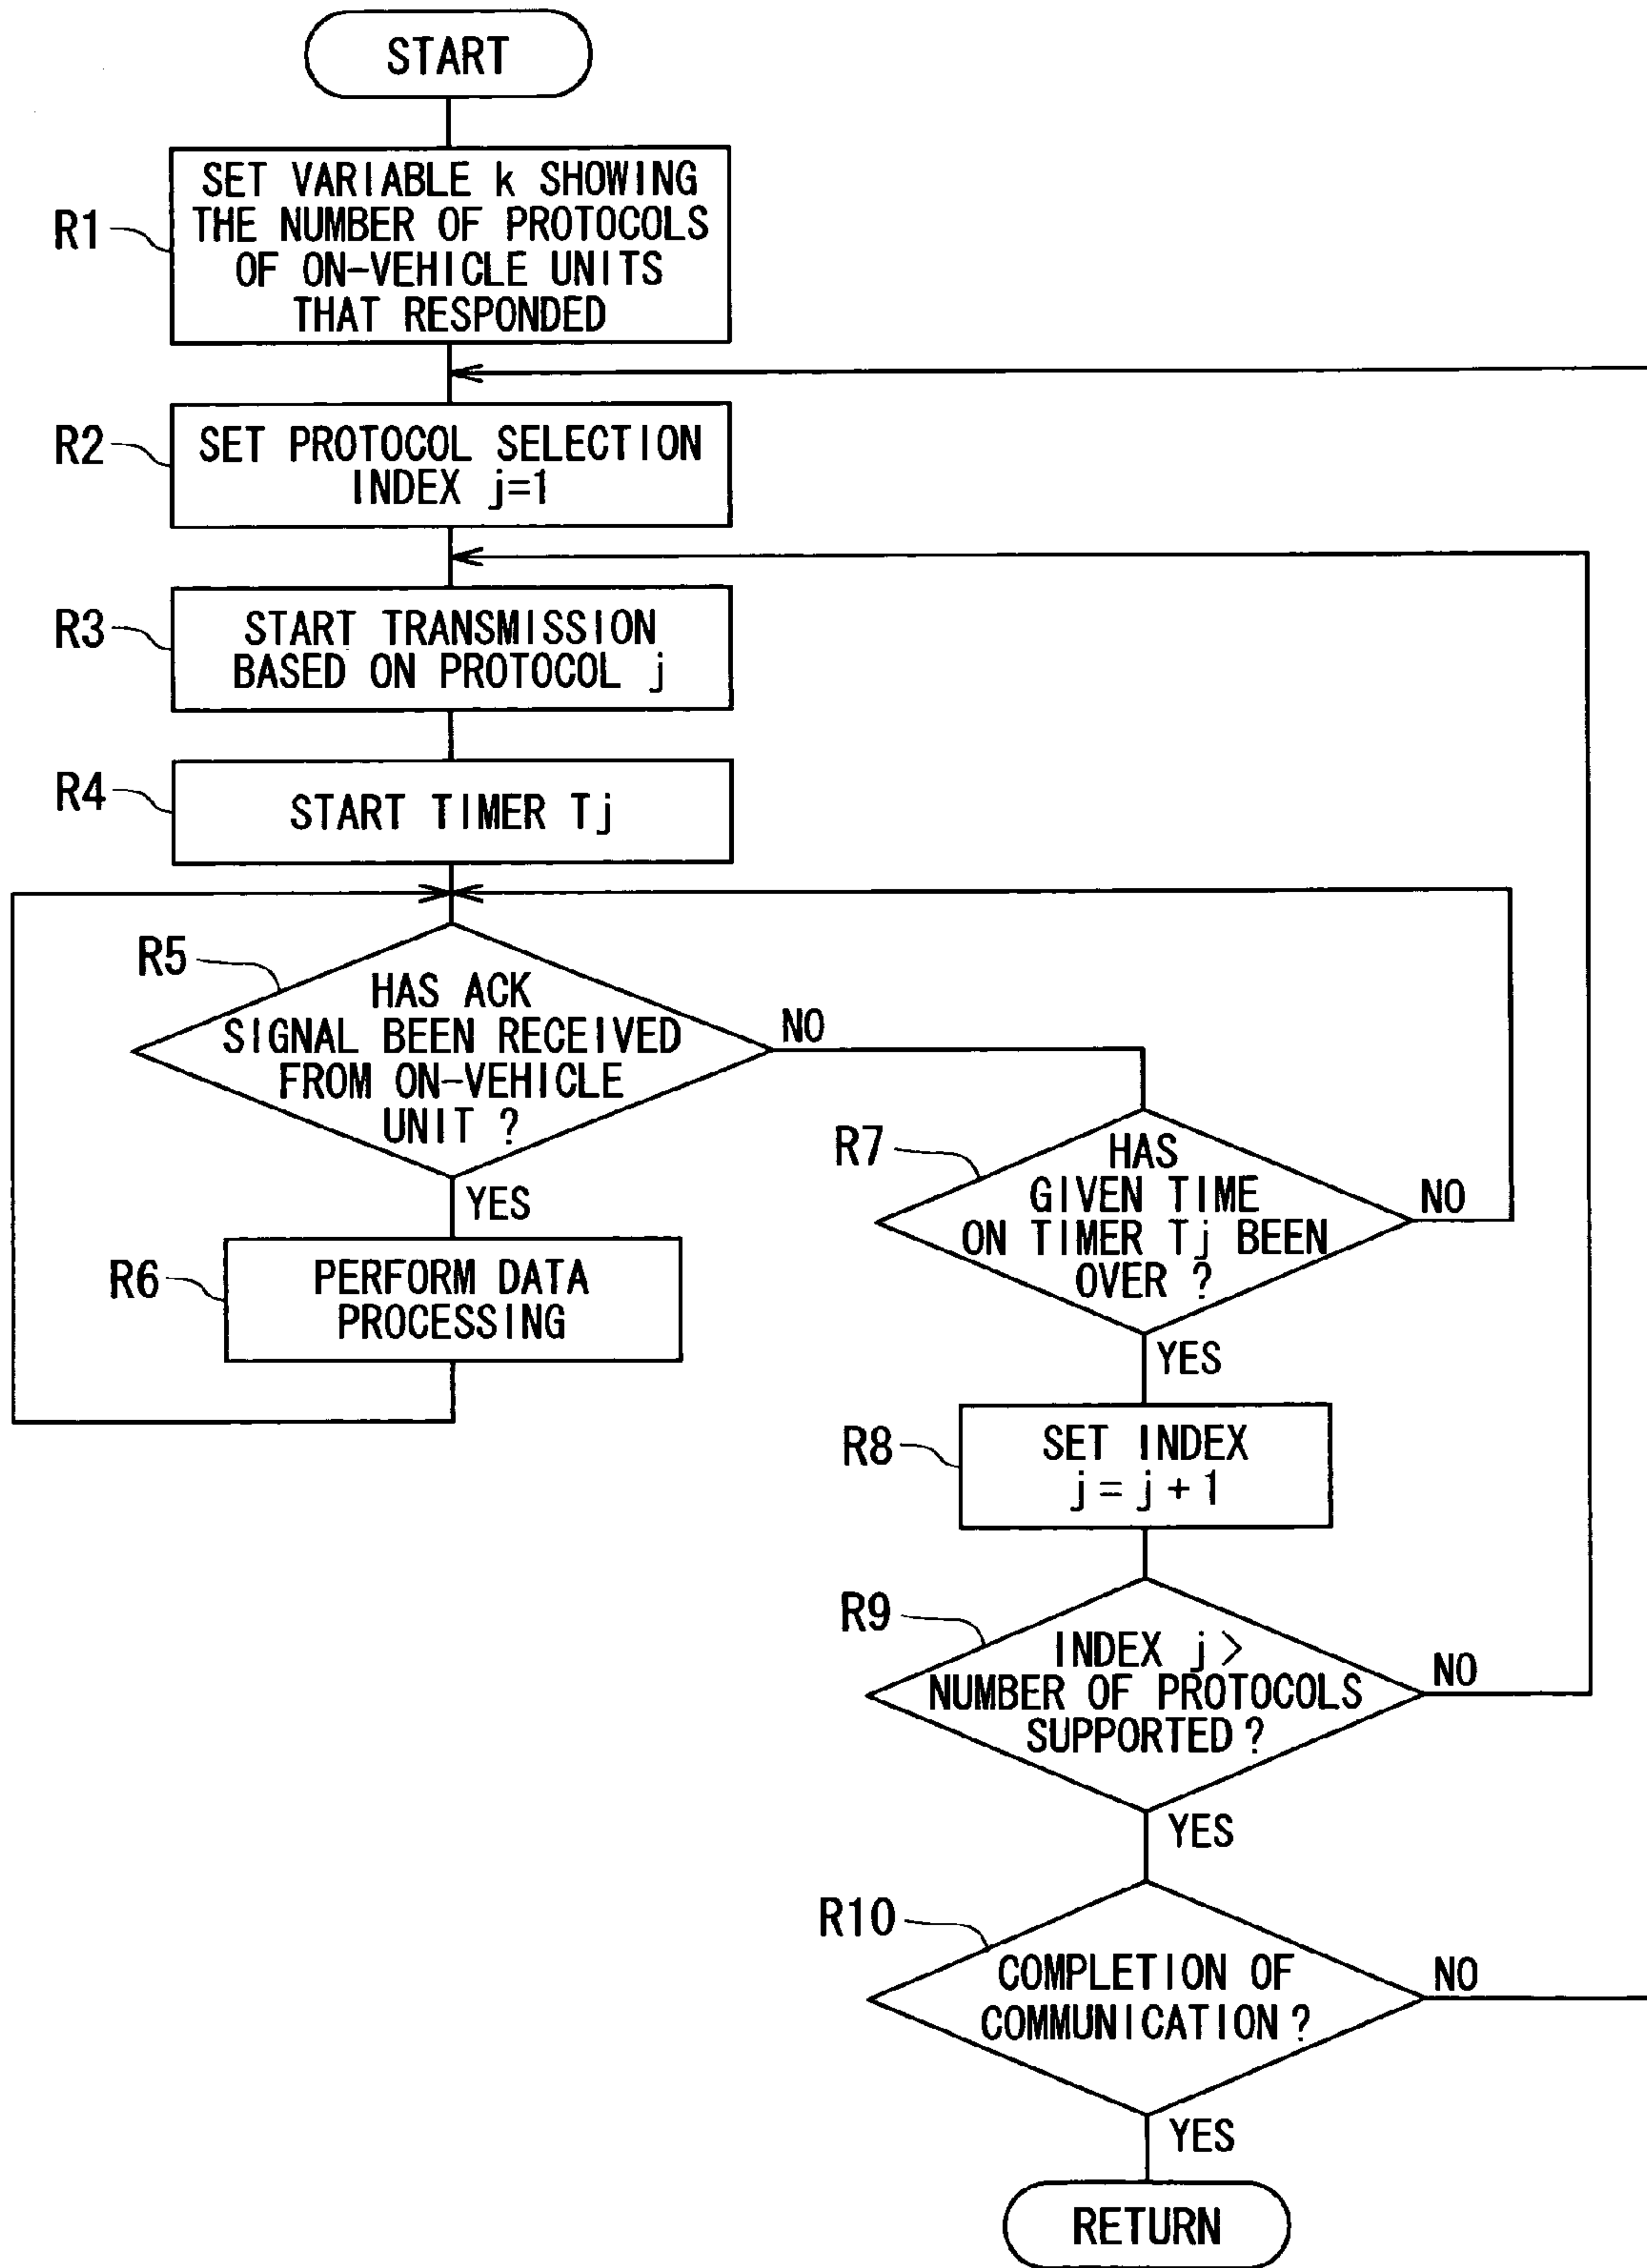 START
R1
SET VARIABLE k SHOWING
THE NUMBER OF PROTOCOLS
OF ON-VEHICLE UNITS
THAT RESPONDED
R2
SET PROTOCOL SELECTION
INDEX j=1
R3
START TRANSMISSION
BASED ON PROTOCOL j
R4
START TIMER Tj
R5
HAS ACK
SIGNAL BEEN RECEIVED
FROM ON-VEHICLE
UNIT ?
NO
YES
R6
PERFORM DATA
PROCESSING
R7
HAS
GIVEN TIME
ON TIMER Tj BEEN
OVER ?
NO
YES
R8
SET INDEX
j = j + 1
R9
INDEX j >
NUMBER OF PROTOCOLS
SUPPORTED ?
NO
YES
R10
COMPLETION OF
COMMUNICATION ?
NO
YES
RETURN